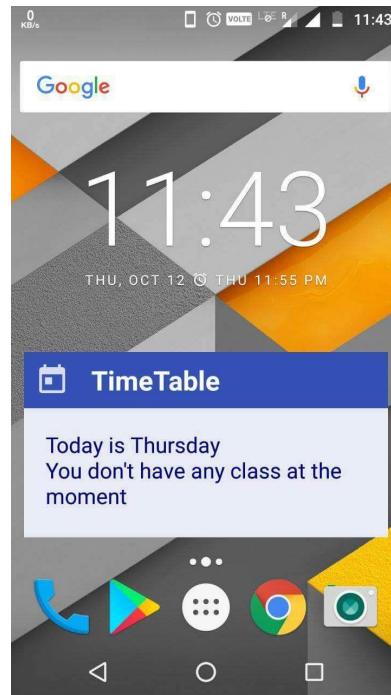 0
KB/s
VOLTE LTE R 11:43
Google
11:43
THU, OCT 12 THU 11:55 PM
TimeTable
Today is Thursday
You don't have any class at the
moment